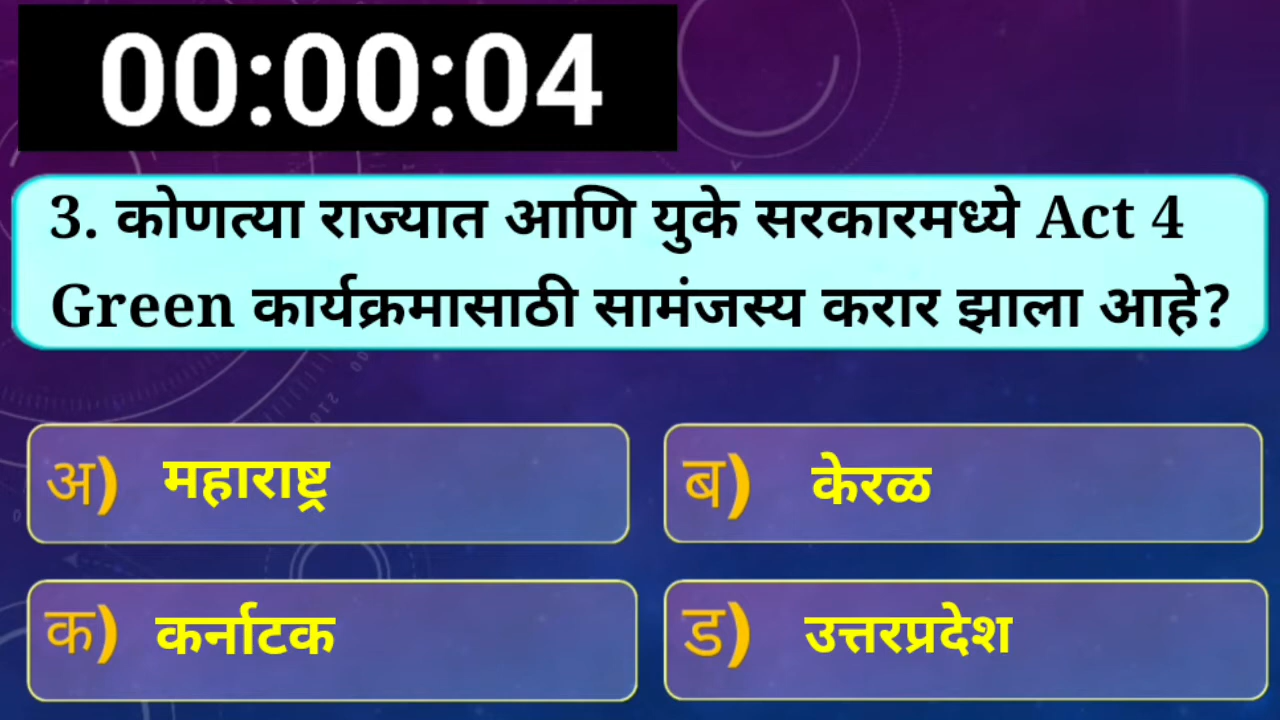 00:00:04
3. कोणत्या राज्यात आणि युके सरकारमध्ये Act 4
Green कार्यक्रमासाठी सामंजस्य करार झाला आहे?
अ) महाराष्ट्र
ब) केरळ
क) कर्नाटक
ड) उत्तरप्रदेश